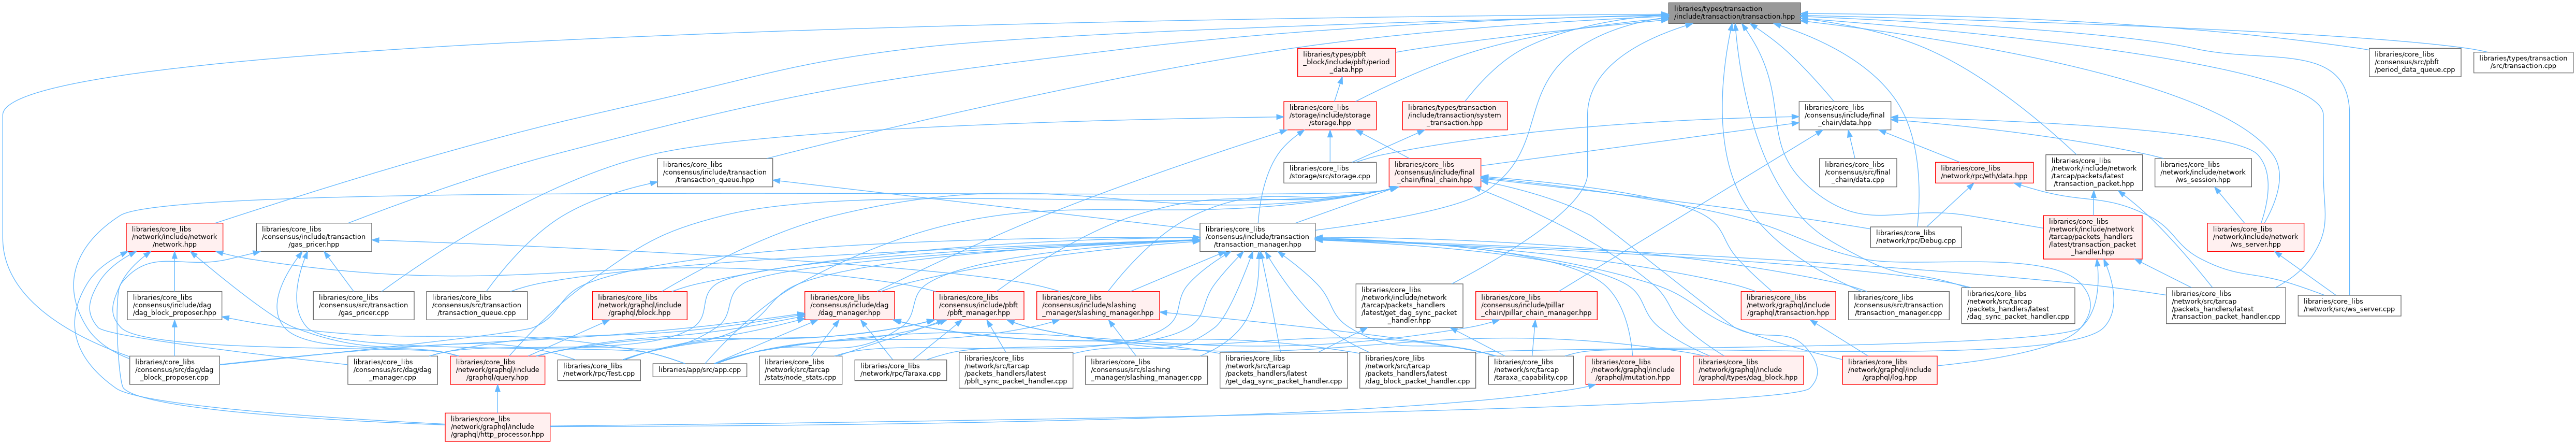 libraries/types/transaction
/include/transaction/transaction.hpp
libraries/types/pbft
_block/include/pbft/period
_data.hpp
libraries/core_libs
/consensus/src/pbft
/period_data_queue.cpp
libraries/types/transaction
/src/transaction.cpp
libraries/core_libs
/storage/include/storage
/storage.hpp
libraries/types/transaction
/include/transaction/system
_transaction.hpp
libraries/core_libs
/consensus/include/final
_chain/data.hpp
libraries/core_libs
/consensus/include/transaction
/transaction_queue.hpp
libraries/core_libs
/storage/src/storage.cpp
libraries/core_libs
/consensus/include/final
_chain/final_chain.hpp
libraries/core_libs
/consensus/src/final
_chain/data.cpp
libraries/core_libs
/network/rpc/eth/data.hpp
libraries/core_libs
/network/include/network
/tarcap/packets/latest
/transaction_packet.hpp
libraries/core_libs
/network/include/network
/ws_session.hpp
libraries/core_libs
/network/include/network
/network.hpp
libraries/core_libs
/consensus/include/transaction
/gas_pricer.hpp
libraries/core_libs
/consensus/include/transaction
/transaction_manager.hpp
libraries/core_libs
/network/rpc/Debug.cpp
libraries/core_libs
/network/include/network
/tarcap/packets_handlers
/latest/transaction_packet
_handler.hpp
libraries/core_libs
/network/include/network
/ws_server.hpp
libraries/core_libs
/consensus/include/dag
/dag_block_proposer.hpp
libraries/core_libs
/consensus/src/transaction
/gas_pricer.cpp
libraries/core_libs
/consensus/src/transaction
/transaction_queue.cpp
libraries/core_libs
/network/graphql/include
/graphql/block.hpp
libraries/core_libs
/consensus/include/dag
/dag_manager.hpp
libraries/core_libs
/consensus/include/pbft
/pbft_manager.hpp
libraries/core_libs
/consensus/include/slashing
_manager/slashing_manager.hpp
libraries/core_libs
/network/include/network
/tarcap/packets_handlers
/latest/get_dag_sync_packet
_handler.hpp
libraries/core_libs
/consensus/include/pillar
_chain/pillar_chain_manager.hpp
libraries/core_libs
/network/graphql/include
/graphql/transaction.hpp
libraries/core_libs
/consensus/src/transaction
/transaction_manager.cpp
libraries/core_libs
/network/src/tarcap
/packets_handlers/latest
/dag_sync_packet_handler.cpp
libraries/core_libs
/network/src/tarcap
/packets_handlers/latest
/transaction_packet_handler.cpp
libraries/core_libs
/network/src/ws_server.cpp
libraries/core_libs
/consensus/src/dag/dag
_block_proposer.cpp
libraries/core_libs
/consensus/src/dag/dag
_manager.cpp
libraries/core_libs
/network/graphql/include
/graphql/query.hpp
libraries/core_libs
/network/rpc/Test.cpp
libraries/app/src/app.cpp
libraries/core_libs
/network/src/tarcap
/stats/node_stats.cpp
libraries/core_libs
/network/rpc/Taraxa.cpp
libraries/core_libs
/network/src/tarcap
/packets_handlers/latest
/pbft_sync_packet_handler.cpp
libraries/core_libs
/consensus/src/slashing
_manager/slashing_manager.cpp
libraries/core_libs
/network/src/tarcap
/packets_handlers/latest
/get_dag_sync_packet_handler.cpp
libraries/core_libs
/network/src/tarcap
/packets_handlers/latest
/dag_block_packet_handler.cpp
libraries/core_libs
/network/src/tarcap
/taraxa_capability.cpp
libraries/core_libs
/network/graphql/include
/graphql/mutation.hpp
libraries/core_libs
/network/graphql/include
/graphql/types/dag_block.hpp
libraries/core_libs
/network/graphql/include
/graphql/log.hpp
libraries/core_libs
/network/graphql/include
/graphql/http_processor.hpp